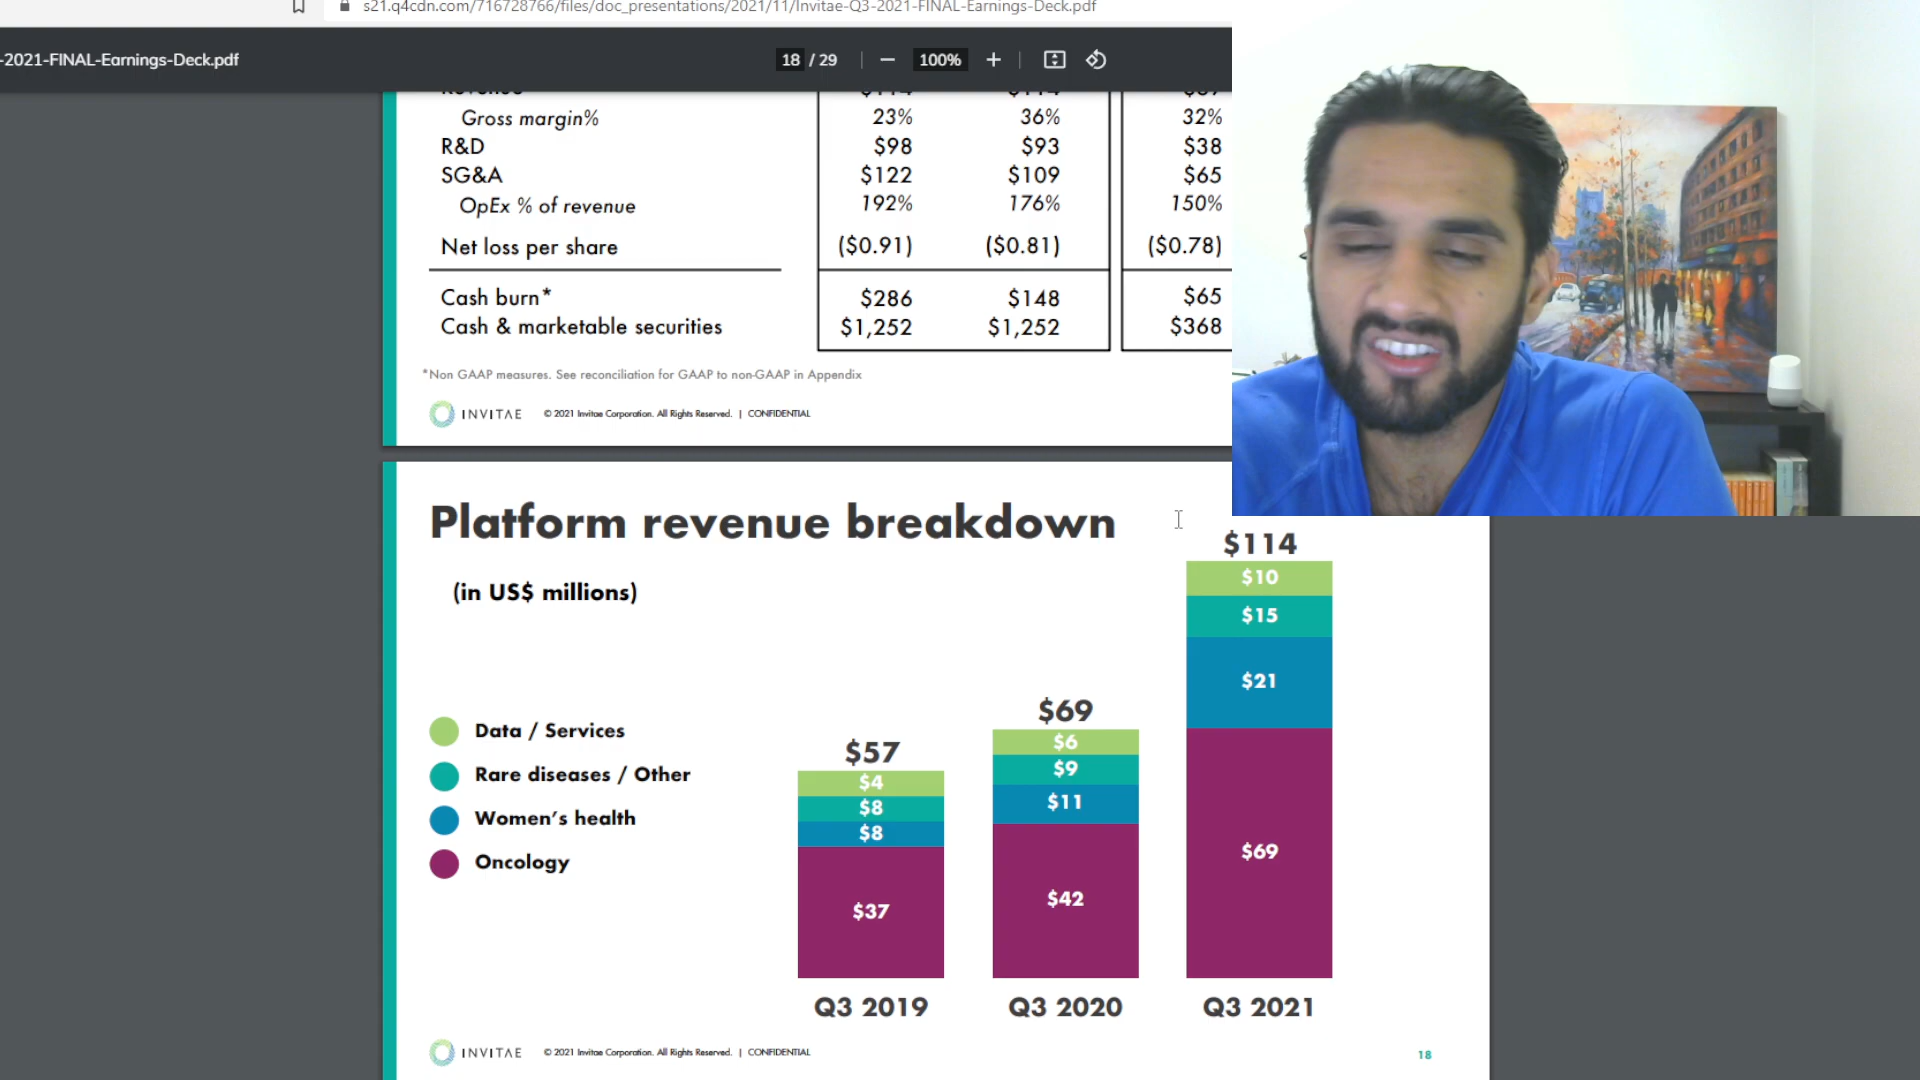 s21.q4cdn.com/716728766/files/doc_presentations/2021/11/Invitae-Q3-2021-FINAL-Earnings-Deck.pdf
-2021-FINAL-Earnings-Deck.pdf 18 / 29 100%
Gross margin% 23% 36% 32%
R&D $98 $93 $38
SG&A $122 $109 $65
OpEx % of revenue 192% 176% 150%
Net loss per share ($0.91) ($0.81) ($0.78)
Cash burn* $286 $148 $65
Cash & marketable securities $1,252 $1,252 $368
*Non GAAP measures. See reconciliation for GAAP to non-GAAP in Appendix
INVITAE © 2021 Invitae Corporation. All Rights Reserved. | CONFIDENTIAL
Platform revenue breakdown
(in US$ millions)
Data / Services
Rare diseases / Other
Women's health
Oncology
$57
$4
$8
$8
$37
Q3 2019
$69
$6
$9
$11
$42
Q3 2020
$114
$10
$15
$21
$69
Q3 2021
INVITAE © 2021 Invitae Corporation. All Rights Reserved. | CONFIDENTIAL
18